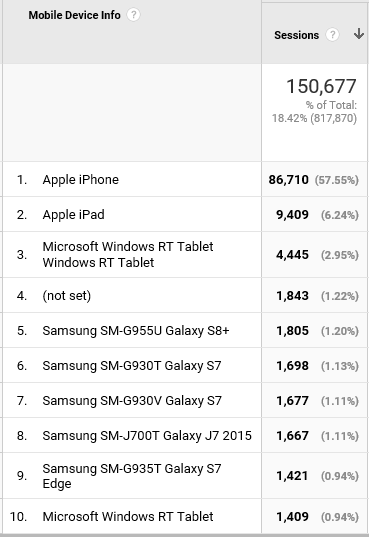 Mobile Device Info ?
Sessions ? ↓
150,677
% of Total:
18.42% (817,870)
1. Apple iPhone 86,710 (57.55%)
2. Apple iPad 9,409 (6.24%)
3. Microsoft Windows RT Tablet
Windows RT Tablet 4,445 (2.95%)
4. (not set) 1,843 (1.22%)
5. Samsung SM-G955U Galaxy S8+ 1,805 (1.20%)
6. Samsung SM-G930T Galaxy S7 1,698 (1.13%)
7. Samsung SM-G930V Galaxy S7 1,677 (1.11%)
8. Samsung SM-J700T Galaxy J7 2015 1,667 (1.11%)
9. Samsung SM-G935T Galaxy S7
Edge 1,421 (0.94%)
10. Microsoft Windows RT Tablet 1,409 (0.94%)